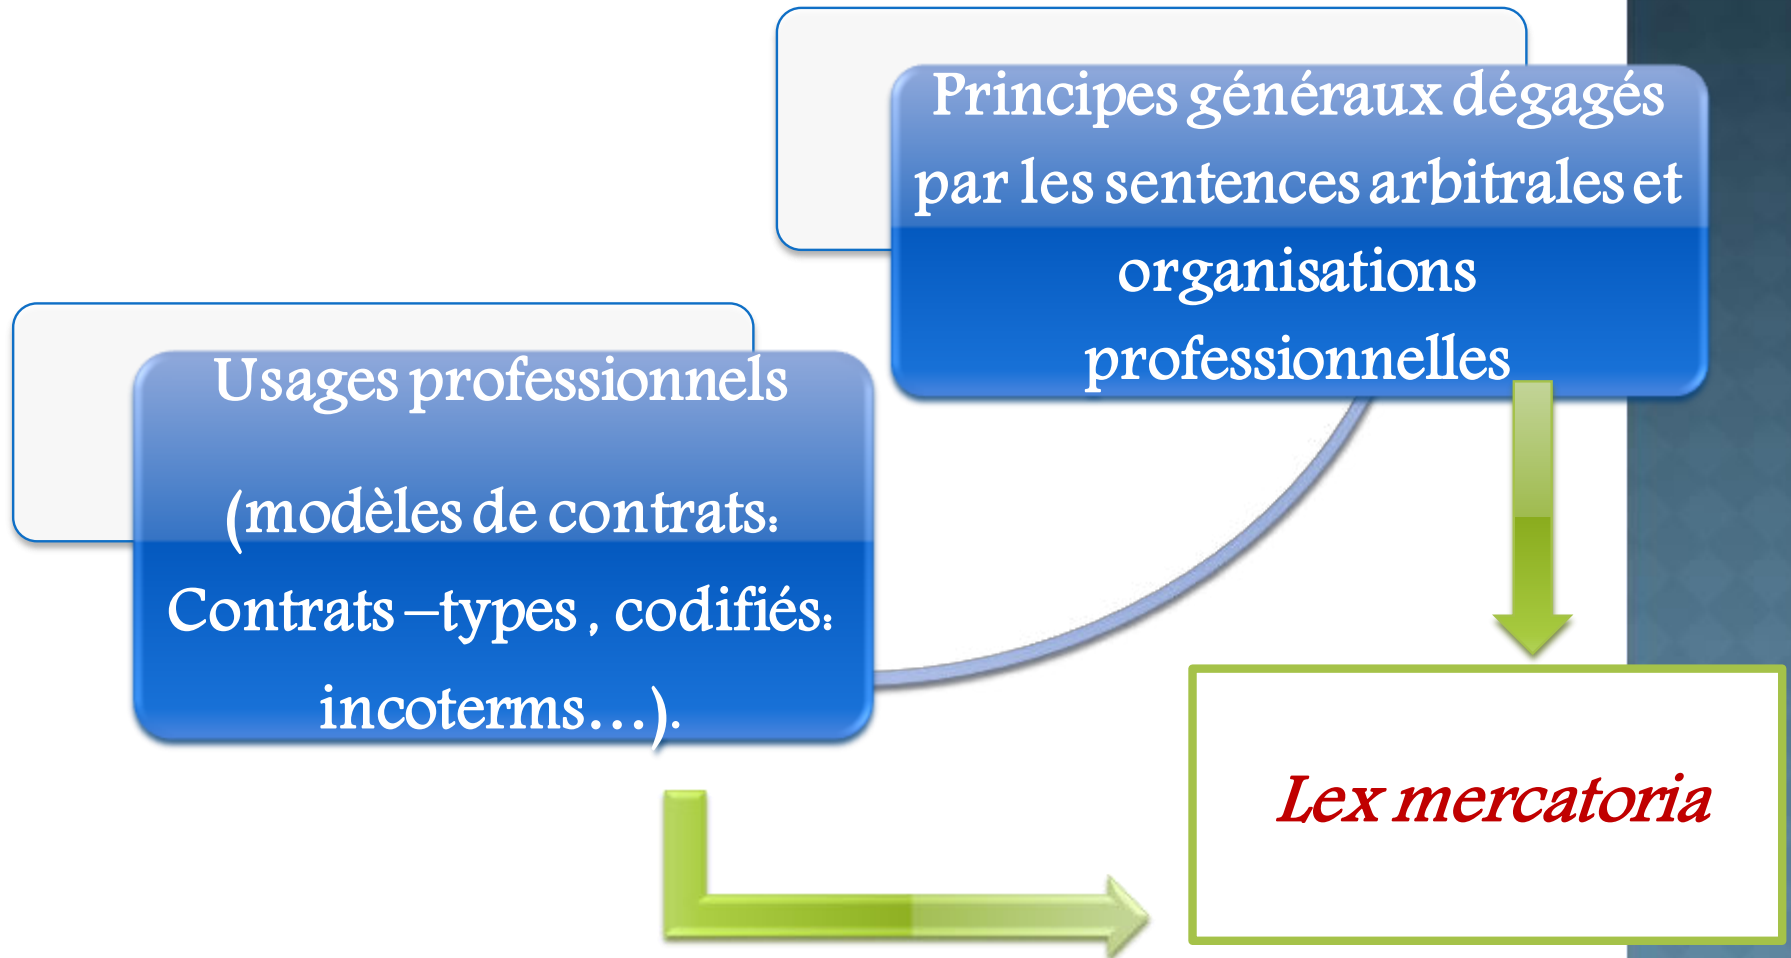 Principes généraux dégagés
par les sentences arbitrales et
organisations
professionnelles
Usages professionnels
(modèles de contrats:
Contrats –types , codifiés:
incoterms…).
Lex mercatoria